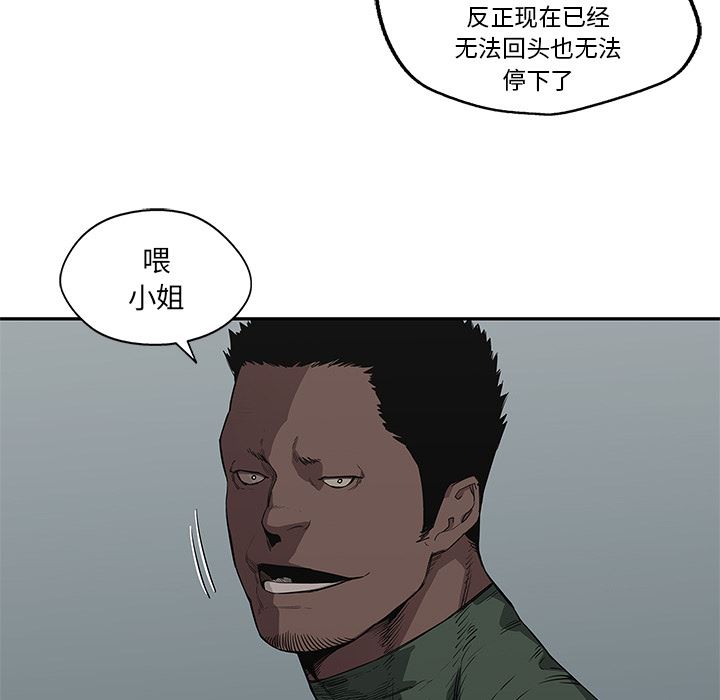 反正现在已经
无法回头也无法
停下了
喂
小姐